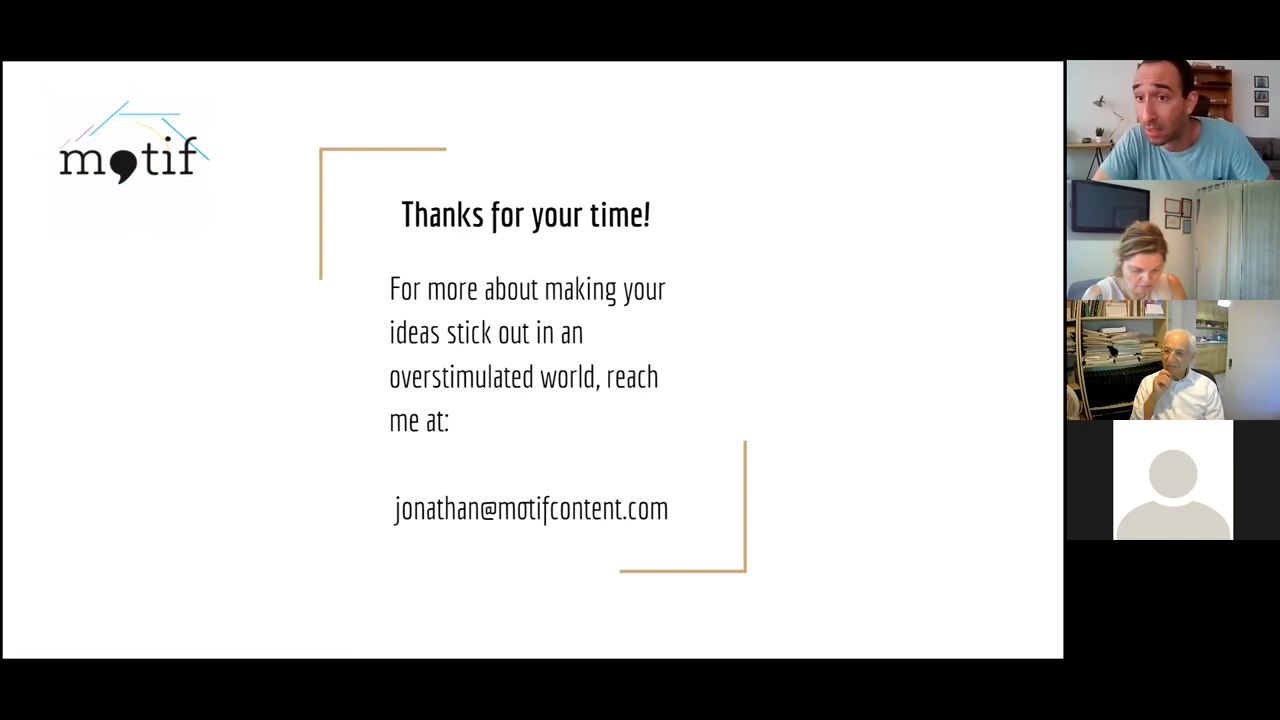 motif
Thanks for your time!
For more about making your
ideas stick out in an
overstimulated world, reach
me at:
jonathan@motifcontent.com